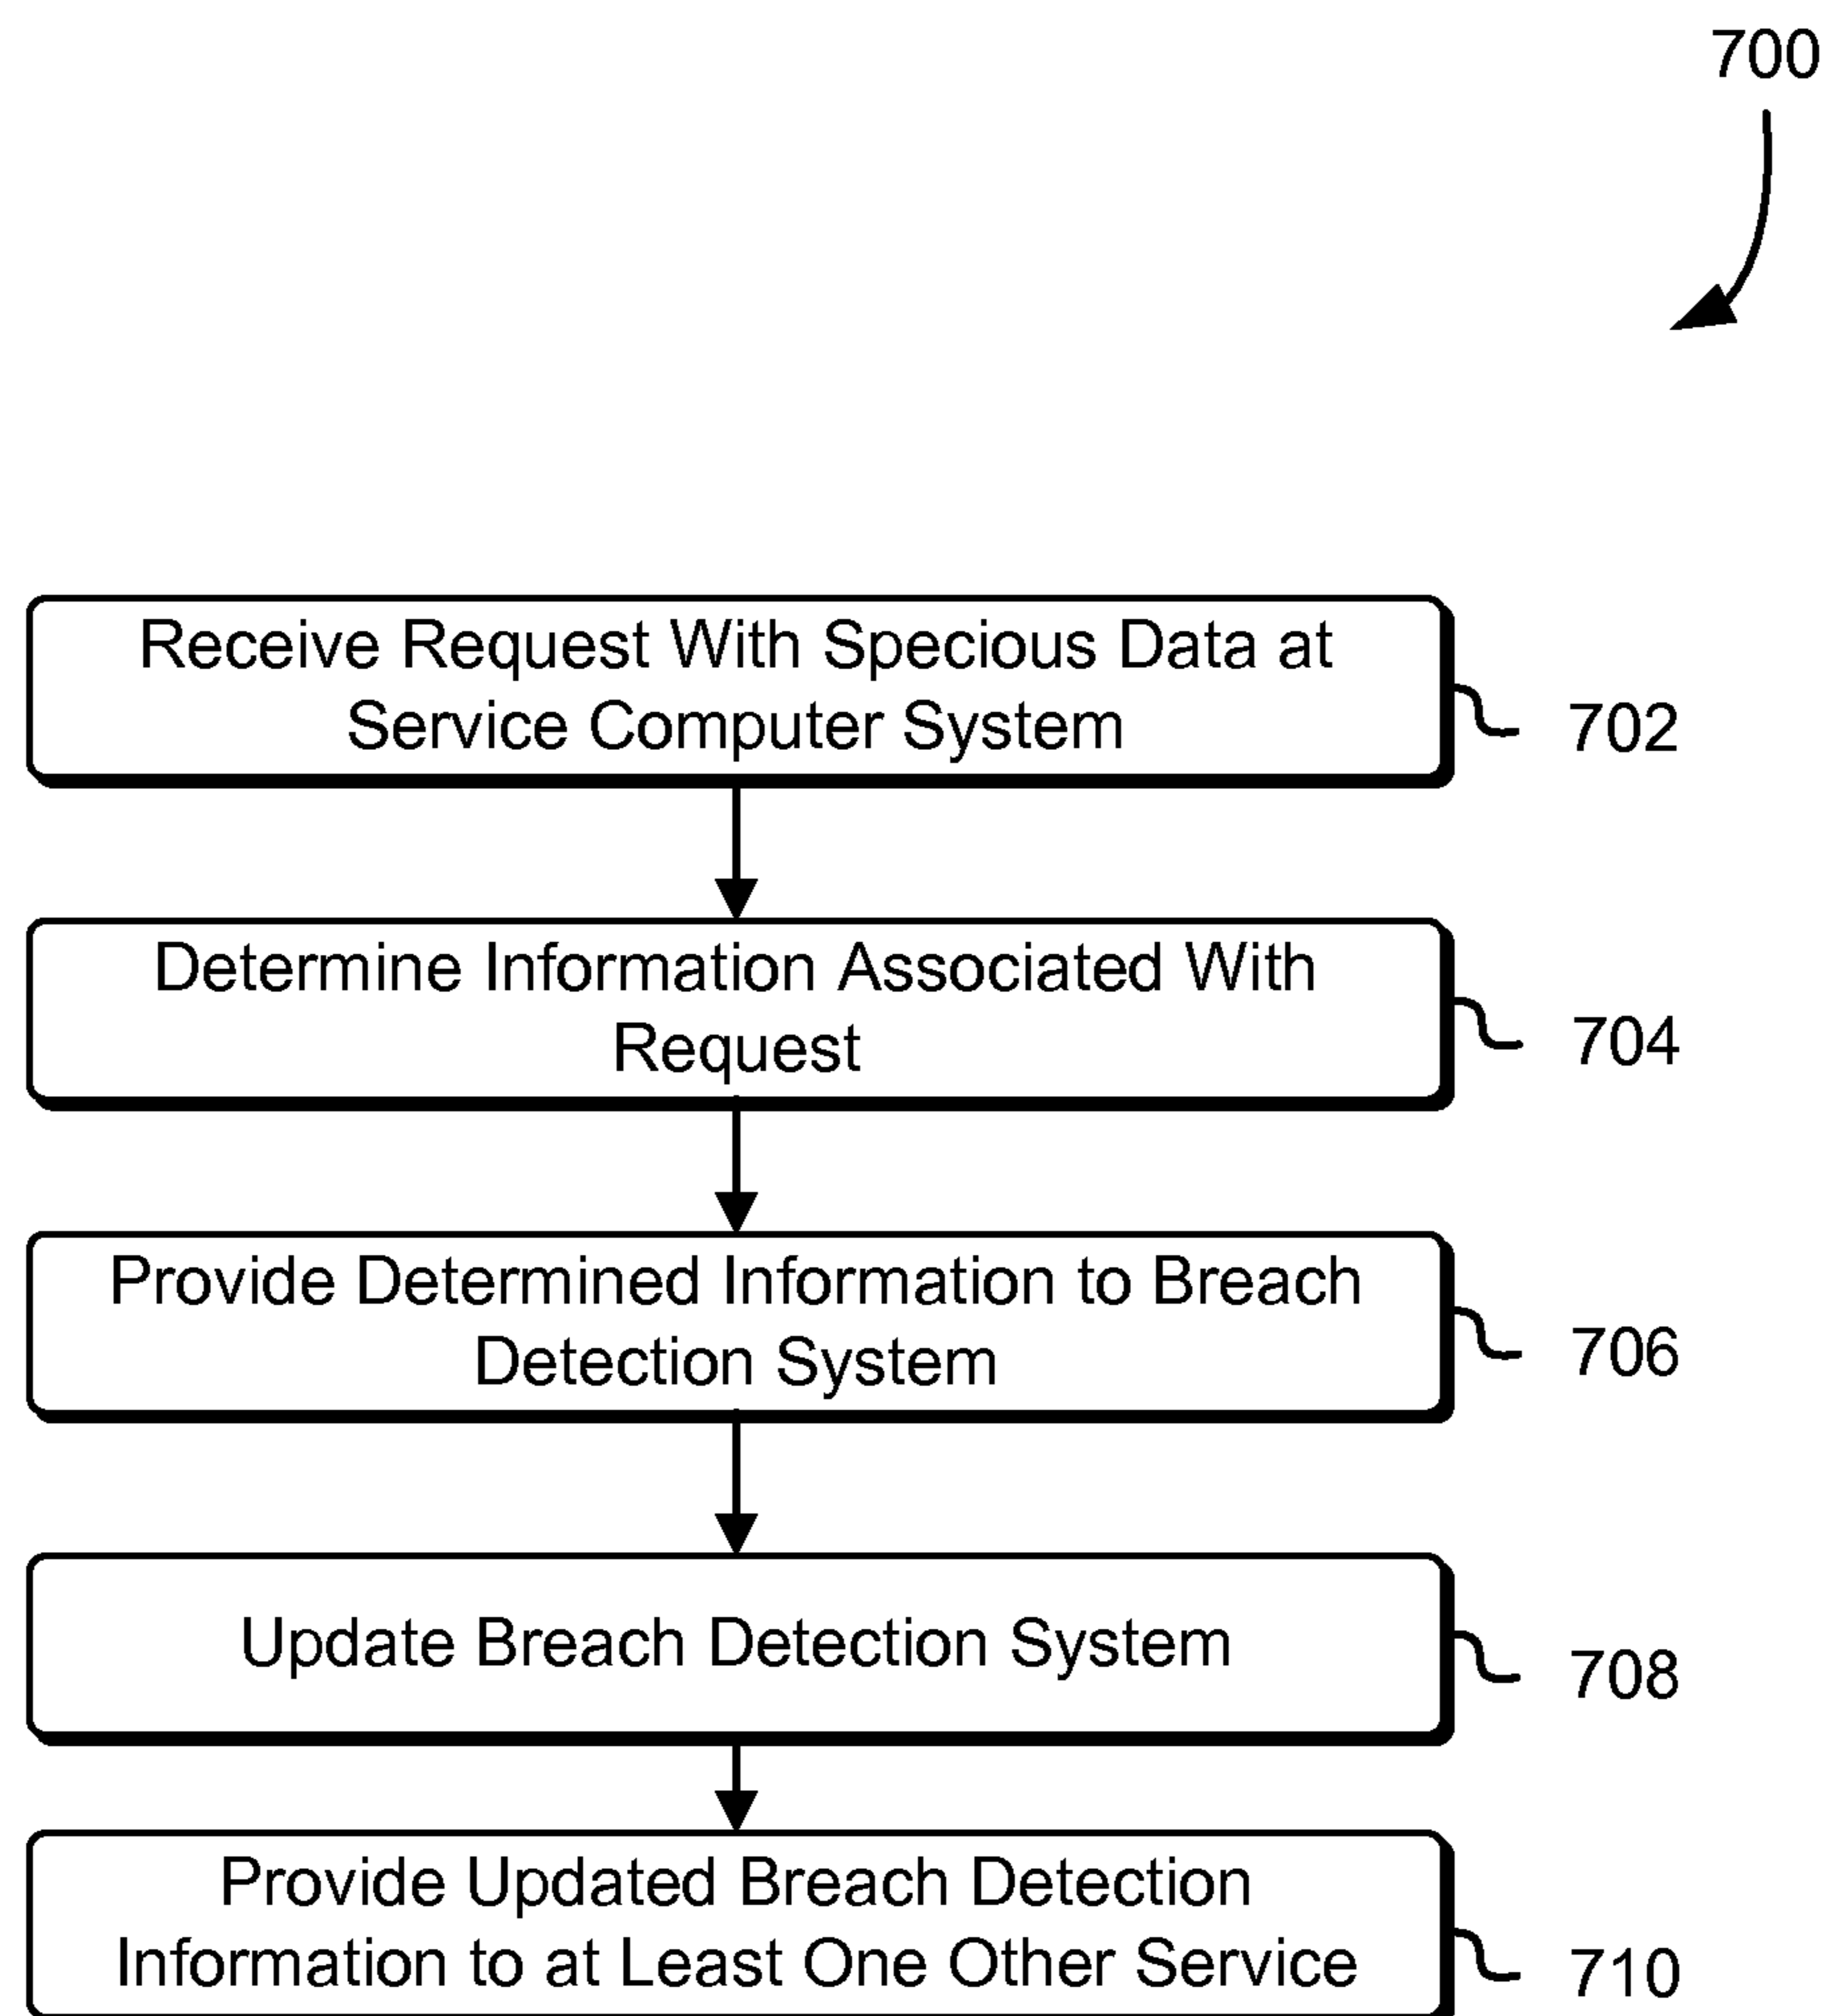 700
Receive Request With Specious Data at
Service Computer System
702
Determine Information Associated With
Request
704
Provide Determined Information to Breach
Detection System
706
Update Breach Detection System
708
Provide Updated Breach Detection
Information to at Least One Other Service
710